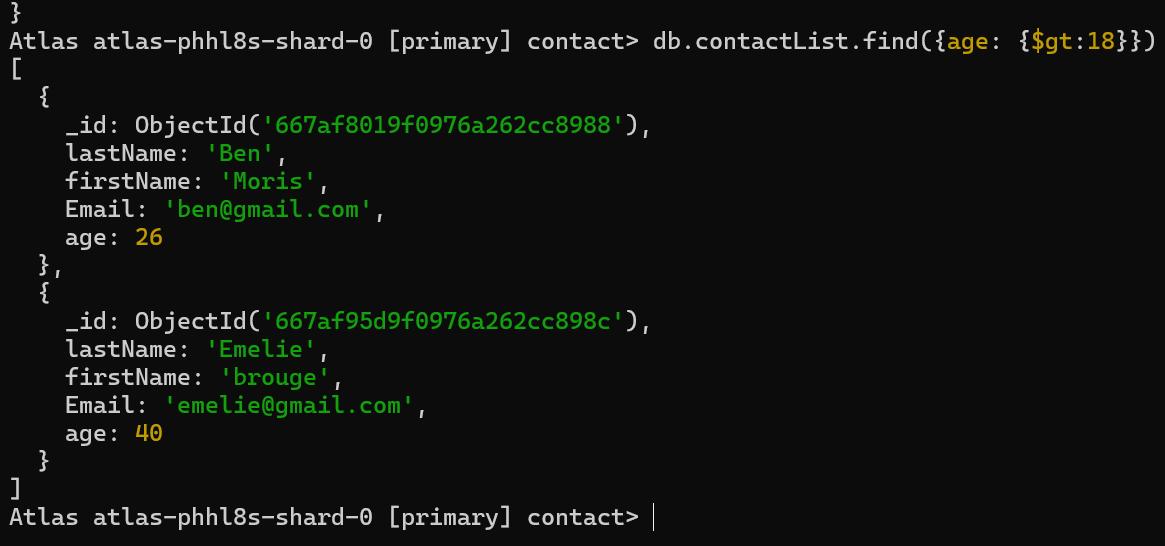 }
Atlas atlas-phhl8s-shard-0 [primary] contact> db.contactList.find({age: {$gt:18}})
[
  {
    _id: ObjectId('667af8019f0976a262cc8988'),
    lastName: 'Ben',
    firstName: 'Moris',
    Email: 'ben@gmail.com',
    age: 26
  },
  {
    _id: ObjectId('667af95d9f0976a262cc898c'),
    lastName: 'Emelie',
    firstName: 'brouge',
    Email: 'emelie@gmail.com',
    age: 40
  }
]
Atlas atlas-phhl8s-shard-0 [primary] contact>